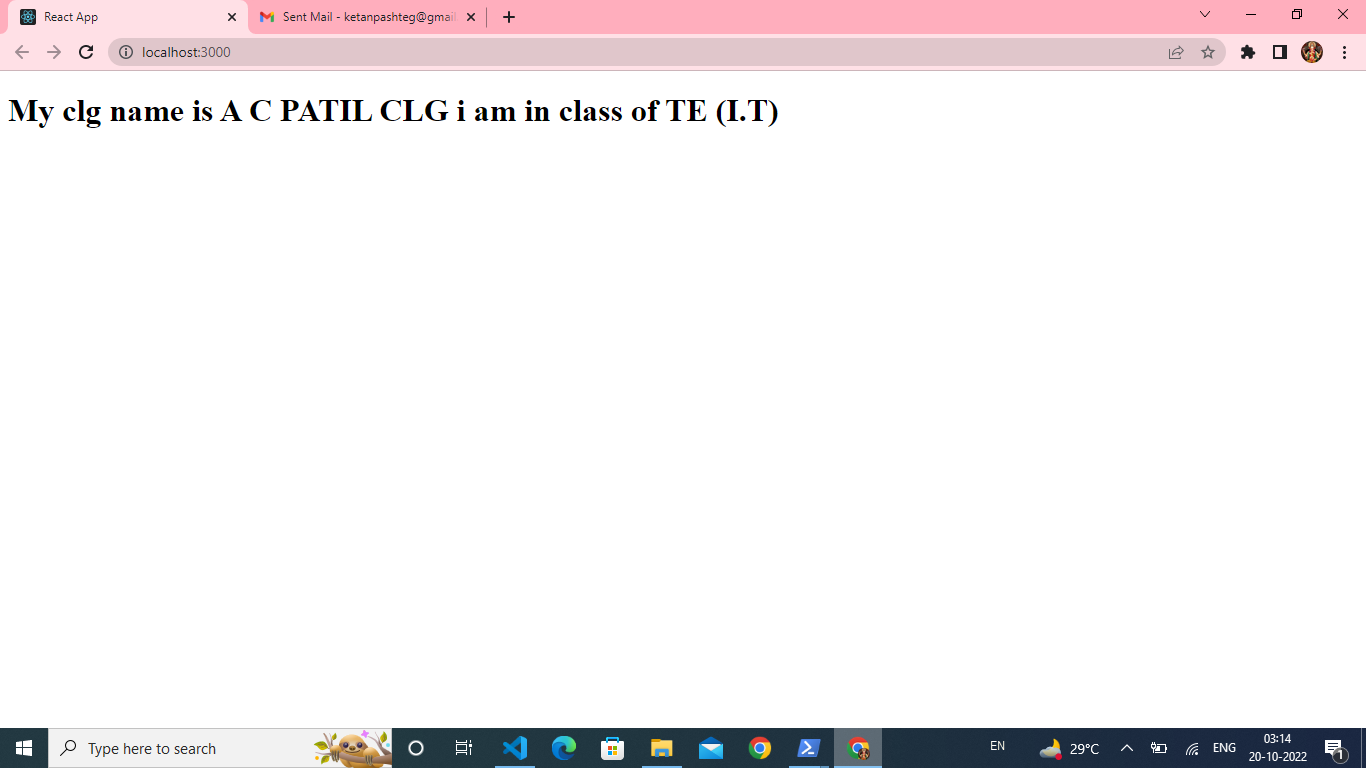 React App
Sent Mail - ketanpashteg@gmail
localhost:3000
My clg name is A C PATIL CLG i am in class of TE (I.T)
Type here to search
EN
29°C
ENG
03:14
20-10-2022
1